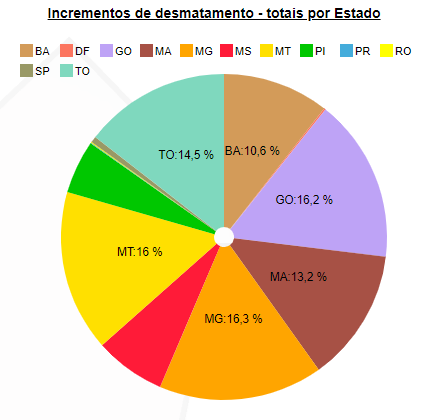 Incrementos de desmatamento - totais por Estado
BA DF GO MA MG MS MT PI PR RO
SP TO
TO:14,5 % BA:10,6 %
GO:16,2 %
MT:16 %
MA:13,2 %
MG:16,3 %